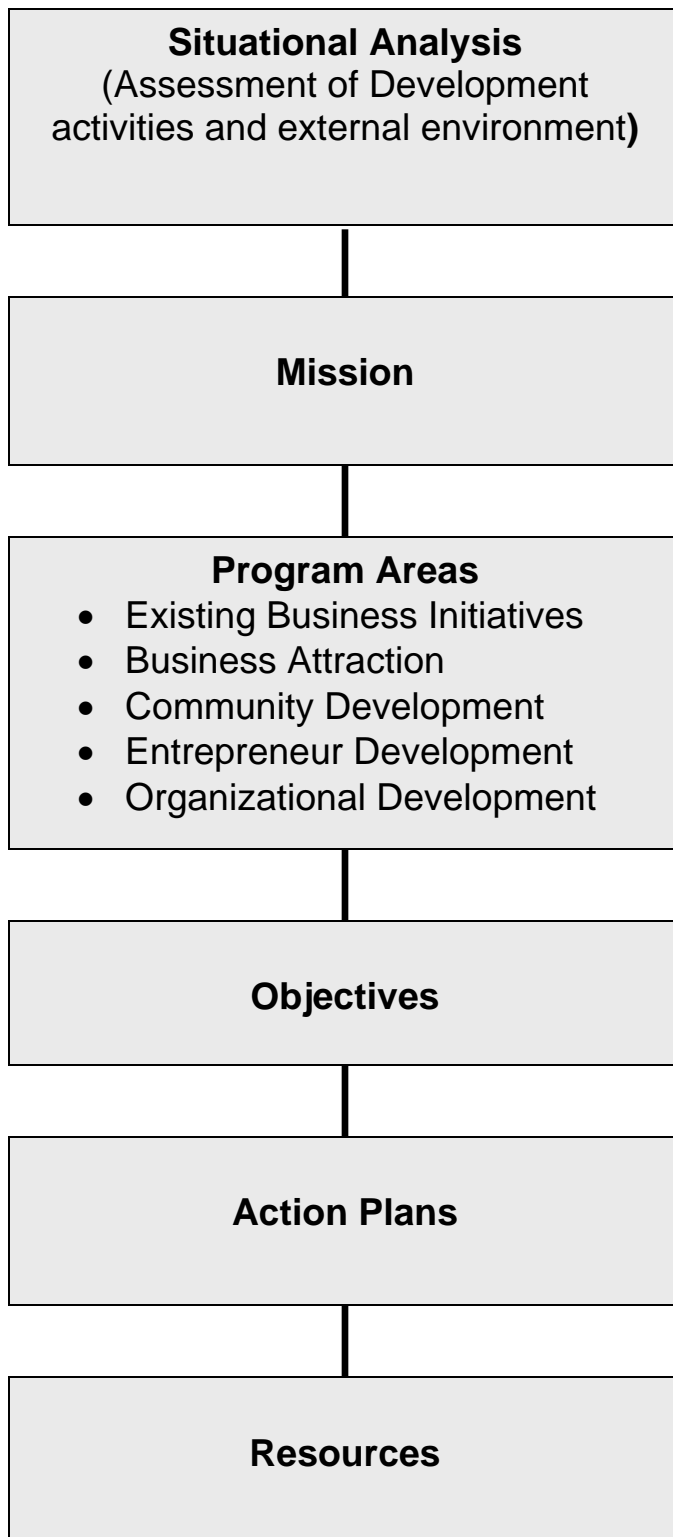 Situational Analysis
(Assessment of Development
activities and external environment)
Mission
Program Areas
• Existing Business Initiatives
• Business Attraction
• Community Development
• Entrepreneur Development
• Organizational Development
Objectives
Action Plans
Resources